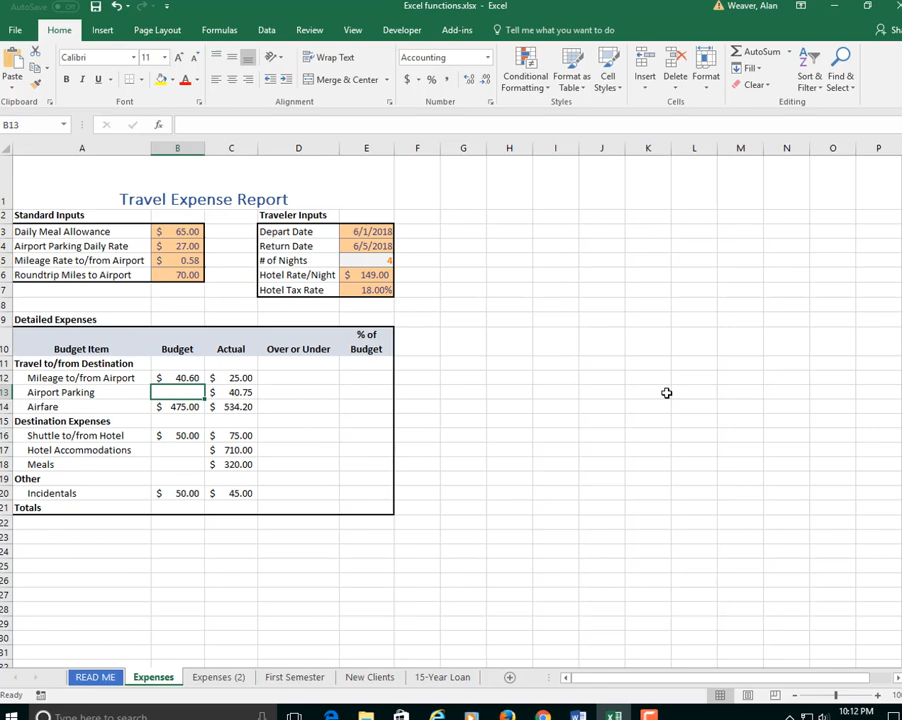 AutoSave Off Excel functions.xlsx - Excel Weaver, Alan
File Home Insert Page Layout Formulas Data Review View Developer Add-ins Tell me what you want to do
Calibri 11 A A Wrap Text Accounting AutoSum
Paste B I U Merge & Center $ % , Conditional Formatting Format as Table Cell Styles Insert Delete Format Fill Clear Sort & Filter Find & Select
Clipboard Font Alignment Number Styles Cells Editing
B13 fx
A B C D E F G H I J K L M N O P
1 Travel Expense Report
2 Standard Inputs Traveler Inputs
3 Daily Meal Allowance $ 65.00 Depart Date 6/1/2018
4 Airport Parking Daily Rate $ 27.00 Return Date 6/5/2018
5 Mileage Rate to/from Airport $ 0.58 # of Nights 4
6 Roundtrip Miles to Airport 70.00 Hotel Rate/Night $ 149.00
7 Hotel Tax Rate 18.00%
8
9 Detailed Expenses
10 Budget Item Budget Actual Over or Under % of Budget
11 Travel to/from Destination
12 Mileage to/from Airport $ 40.60 $ 25.00
13 Airport Parking $ 40.75
14 Airfare $ 475.00 $ 534.20
15 Destination Expenses
16 Shuttle to/from Hotel $ 50.00 $ 75.00
17 Hotel Accommodations $ 710.00
18 Meals $ 320.00
19 Other
20 Incidentals $ 50.00 $ 45.00
21 Totals
22
23
24
25
26
27
28
29
30
31
READ ME Expenses Expenses (2) First Semester New Clients 15-Year Loan
Ready
10:12 PM